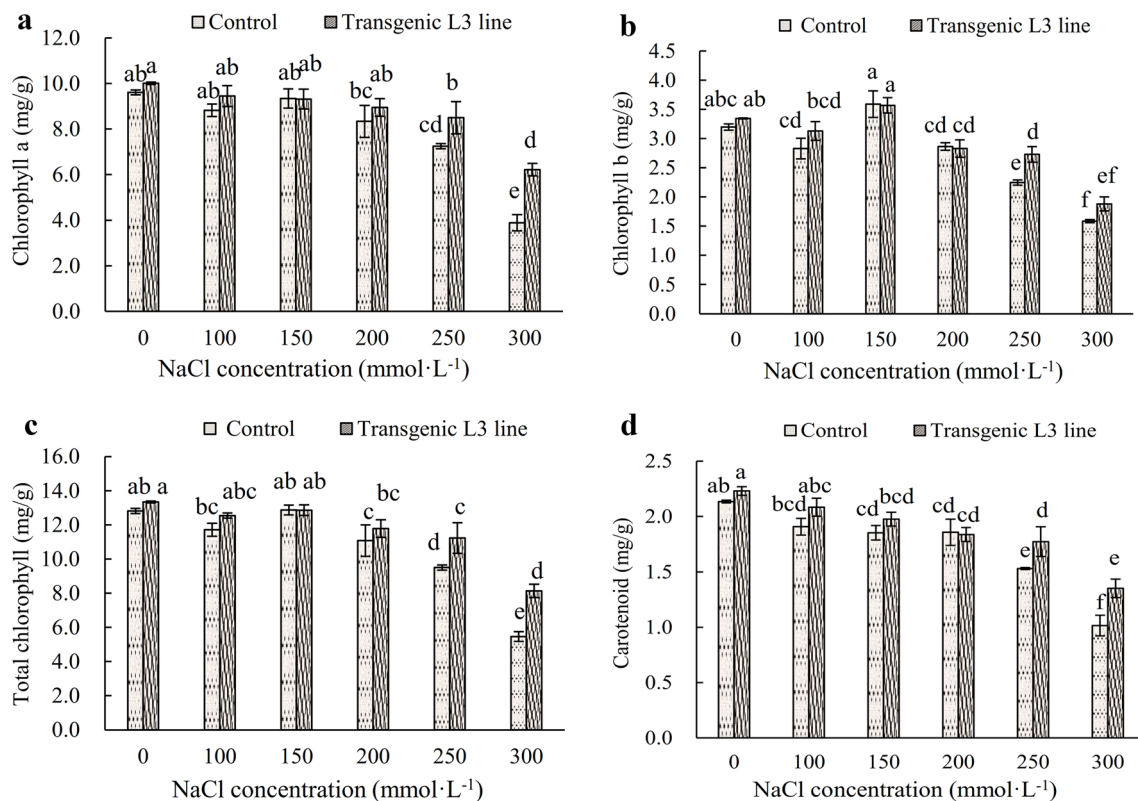 a
Control Transgenic L3 line
Chlorophyll a (mg/g)
12.0
10.0
8.0
6.0
4.0
2.0
0.0
ab a ab ab ab ab bc ab cd b e d
0 100 150 200 250 300
NaCl concentration (mmol·L-1)
b
Control Transgenic L3 line
Chlorophyll b (mg/g)
4.5
4.0
3.5
3.0
2.5
2.0
1.5
1.0
0.5
0.0
abc ab cd bcd a a cd cd e d f ef
0 100 150 200 250 300
NaCl concentration (mmol·L-1)
c
Control Transgenic L3 line
Total chlorophyll (mg/g)
16.0
14.0
12.0
10.0
8.0
6.0
4.0
2.0
0.0
ab a bc abc ab ab c bc d c e d
0 100 150 200 250 300
NaCl concentration (mmol·L-1)
d
Control Transgenic L3 line
Carotenoid (mg/g)
2.5
2.0
1.5
1.0
0.5
0.0
ab a bcd abc cd bcd cd cd e d f e
0 100 150 200 250 300
NaCl concentration (mmol·L-1)